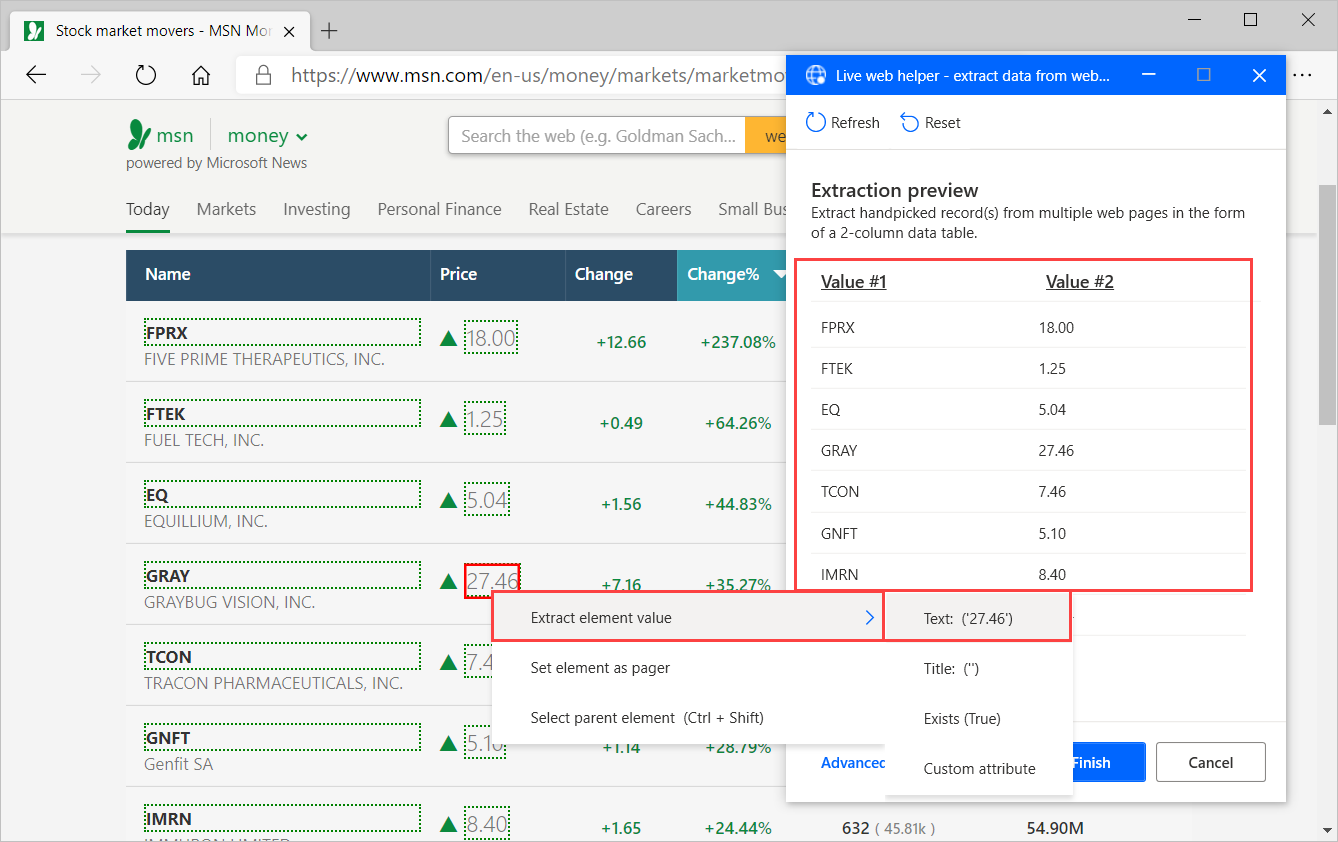 Stock market movers - MSN Mo
https://www.msn.com/en-us/money/markets/marketmo
Live web helper - extract data from web...
Refresh
Reset
msn
money
powered by Microsoft News
Search the web (e.g. Goldman Sach...
we
Today
Markets
Investing
Personal Finance
Real Estate
Careers
Small Bus
Extraction preview
Extract handpicked record(s) from multiple web pages in the form
of a 2-column data table.
Value #1 Value #2
FPRX 18.00
FTEK 1.25
EQ 5.04
GRAY 27.46
TCON 7.46
GNFT 5.10
IMRN 8.40
Name Price Change Change%
FPRX 18.00 +12.66 +237.08%
FIVE PRIME THERAPEUTICS, INC.
FTEK 1.25 +0.49 +64.26%
FUEL TECH, INC.
EQ 5.04 +1.56 +44.83%
EQUILLIUM, INC.
GRAY 27.46 +7.16 +35.27%
GRAYBUG VISION, INC.
TCON 7.4
TRACON PHARMACEUTICALS, INC.
GNFT 5.10 +1.14 +28.79%
Genfit SA
IMRN 8.40 +1.65 +24.44% 632 ( 45.81k ) 54.90M
IMMURON LIMITED
Extract element value
Set element as pager
Select parent element (Ctrl + Shift)
Text: ('27.46')
Title: ('')
Exists (True)
Custom attribute
Advanced
Finish
Cancel